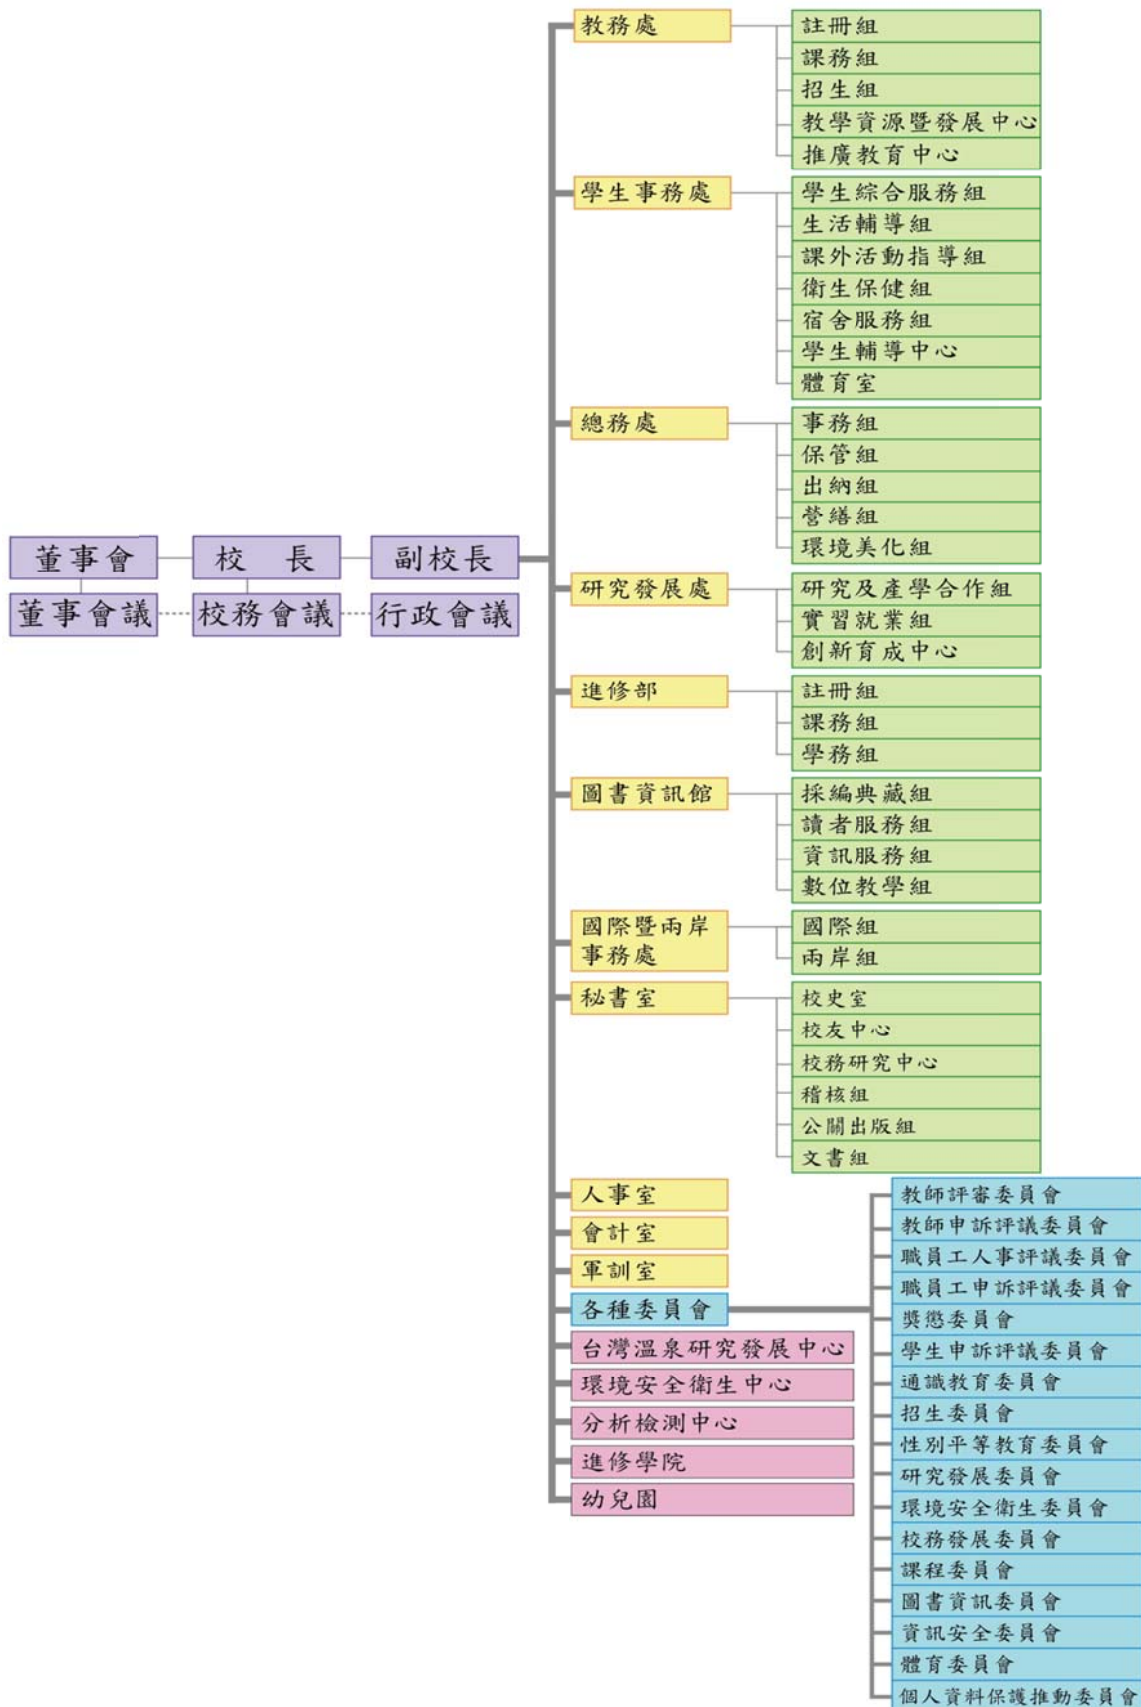 董事會
校長
副校長
董事會議
校務會議
行政會議
教務處
註冊組
課務組
招生組
教學資源暨發展中心
推廣教育中心
學生事務處
學生綜合服務組
生活輔導組
課外活動指導組
衛生保健組
宿舍服務組
學生輔導中心
體育室
總務處
事務組
保管組
出納組
營繕組
環境美化組
研究發展處
研究及產學合作組
實習就業組
創新育成中心
進修部
註冊組
課務組
學務組
圖書資訊館
採編典藏組
讀者服務組
資訊服務組
數位教學組
國際暨兩岸
事務處
國際組
兩岸組
秘書室
校史室
校友中心
校務研究中心
稽核組
公關出版組
文書組
人事室
會計室
軍訓室
各種委員會
教師評審委員會
教師申訴評議委員會
職員工人事評議委員會
職員工申訴評議委員會
獎懲委員會
學生申訴評議委員會
通識教育委員會
招生委員會
性別平等教育委員會
研究發展委員會
環境安全衛生委員會
校務發展委員會
課程委員會
圖書資訊委員會
資訊安全委員會
體育委員會
個人資料保護推動委員會
台灣溫泉研究發展中心
環境安全衛生中心
分析檢測中心
進修學院
幼兒園